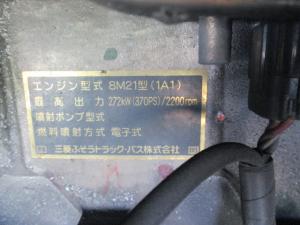 エンジン型式 8M21型(1A1)
最高出力 272kW(370PS)/2200rpm
噴射ポンプ型式
燃料噴射方式 電子式
三菱ふそうトラック・バス株式会社